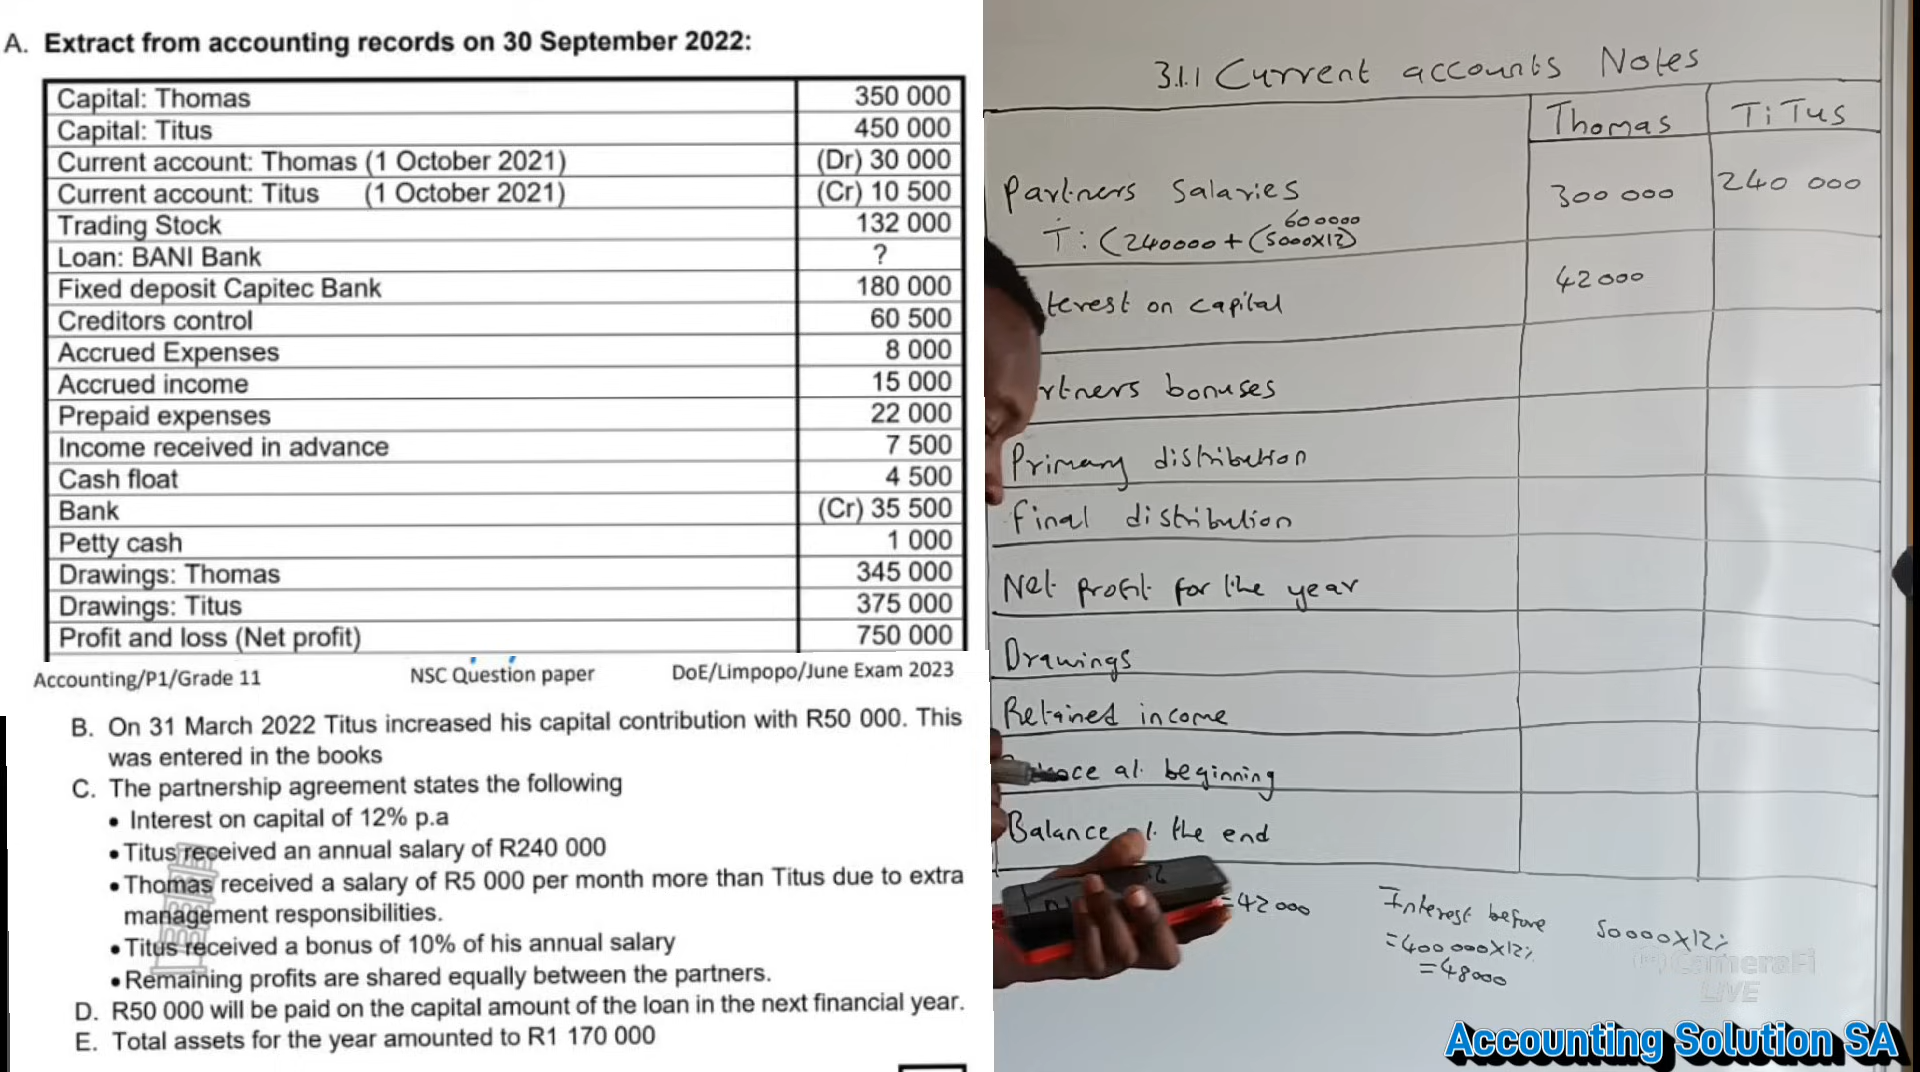 A. Extract from accounting records on 30 September 2022:
Capital: Thomas 350 000
Capital: Titus 450 000
Current account: Thomas (1 October 2021) (Dr) 30 000
Current account: Titus (1 October 2021) (Cr) 10 500
Trading Stock 132 000
Loan: BANI Bank ?
Fixed deposit Capitec Bank 180 000
Creditors control 60 500
Accrued Expenses 8 000
Accrued income 15 000
Prepaid expenses 22 000
Income received in advance 7 500
Cash float 4 500
Bank (Cr) 35 500
Petty cash 1 000
Drawings: Thomas 345 000
Drawings: Titus 375 000
Profit and loss (Net profit) 750 000
Accounting/P1/Grade 11 NSC Question paper DoE/Limpopo/June Exam 2023
B. On 31 March 2022 Titus increased his capital contribution with R50 000. This
was entered in the books
C. The partnership agreement states the following
• Interest on capital of 12% p.a
• Titus received an annual salary of R240 000
• Thomas received a salary of R5 000 per month more than Titus due to extra
management responsibilities.
• Titus received a bonus of 10% of his annual salary
• Remaining profits are shared equally between the partners.
D. R50 000 will be paid on the capital amount of the loan in the next financial year.
E. Total assets for the year amounted to R1 170 000
3.1.1 Current accounts Notes
Thomas TiTus
Partners Salaries 300 000 240 000
600000
T: (240000 + (5000X12)
terest on capital 42000
rtners bonuses
Primary distribution
final distribution
Net profit for the year
Drawings
Retained income
ce at beginning
Balance at the end
=42000
Interest before
=400 000X12%
=48000
50000X12%
CameraFi
LIVE
Accounting Solution SA